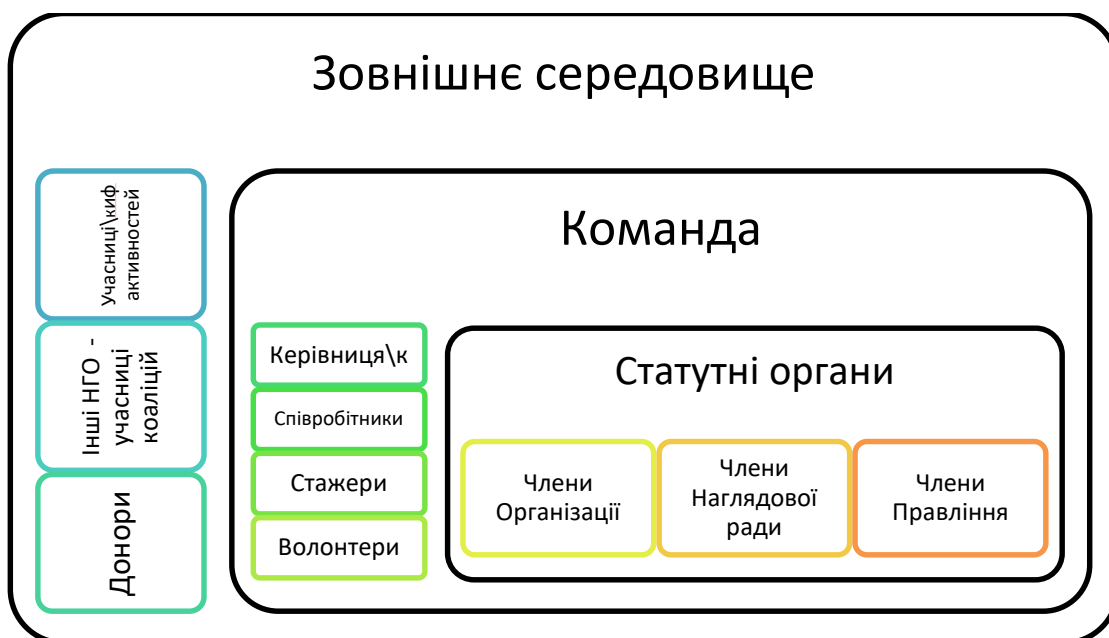 Зовнішнє середовище
Учасниці\киф
активностей
Інші НГО -
учасниці
коаліцій
Донори
Команда
Керівниця\к
Співробітники
Стажери
Волонтери
Статутні органи
Члени
Організації
Члени
Наглядової
ради
Члени
Правління